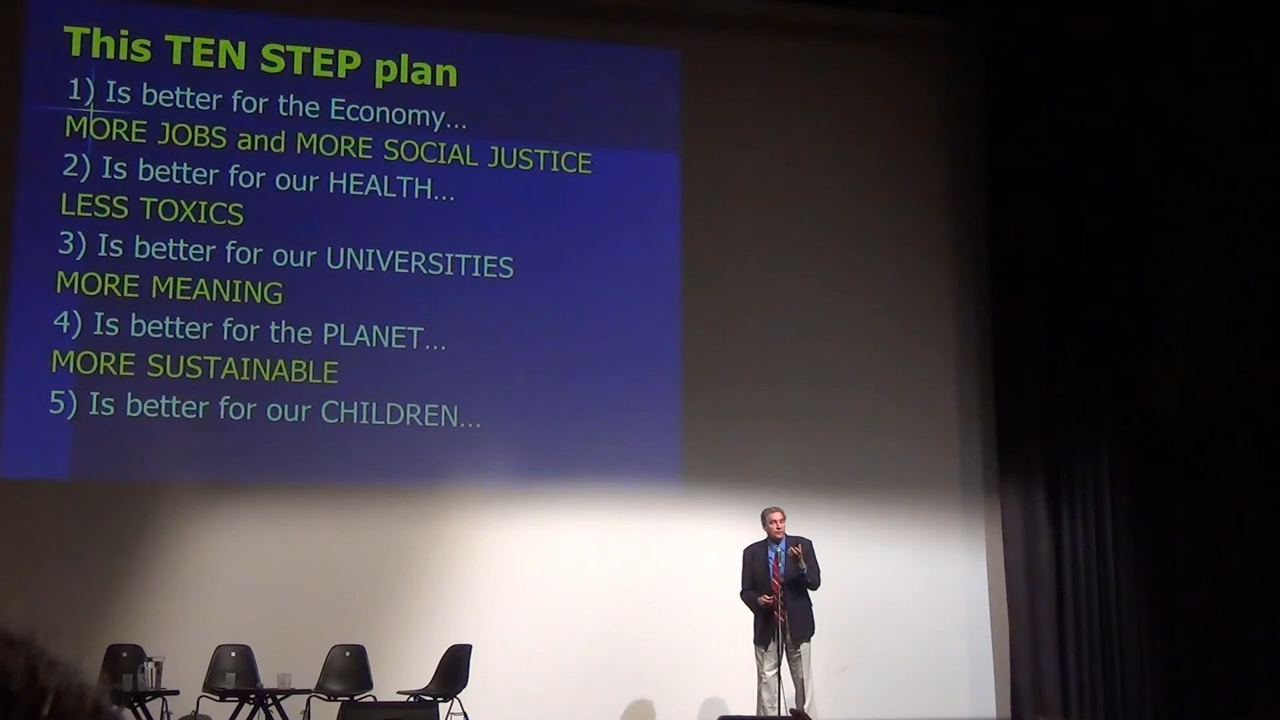 This TEN STEP plan
1) Is better for the Economy...
MORE JOBS and MORE SOCIAL JUSTICE
2) Is better for our HEALTH...
LESS TOXICS
3) Is better for our UNIVERSITIES
MORE MEANING
4) Is better for the PLANET...
MORE SUSTAINABLE
5) Is better for our CHILDREN...